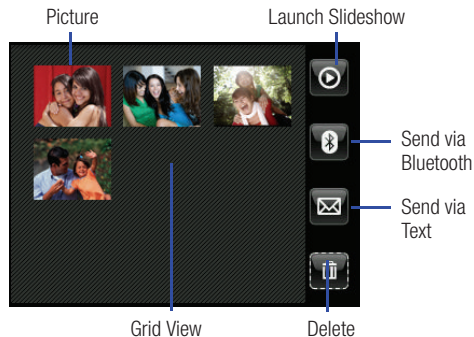 Picture
Launch Slideshow
Send via
Bluetooth
Send via
Text
Grid View
Delete